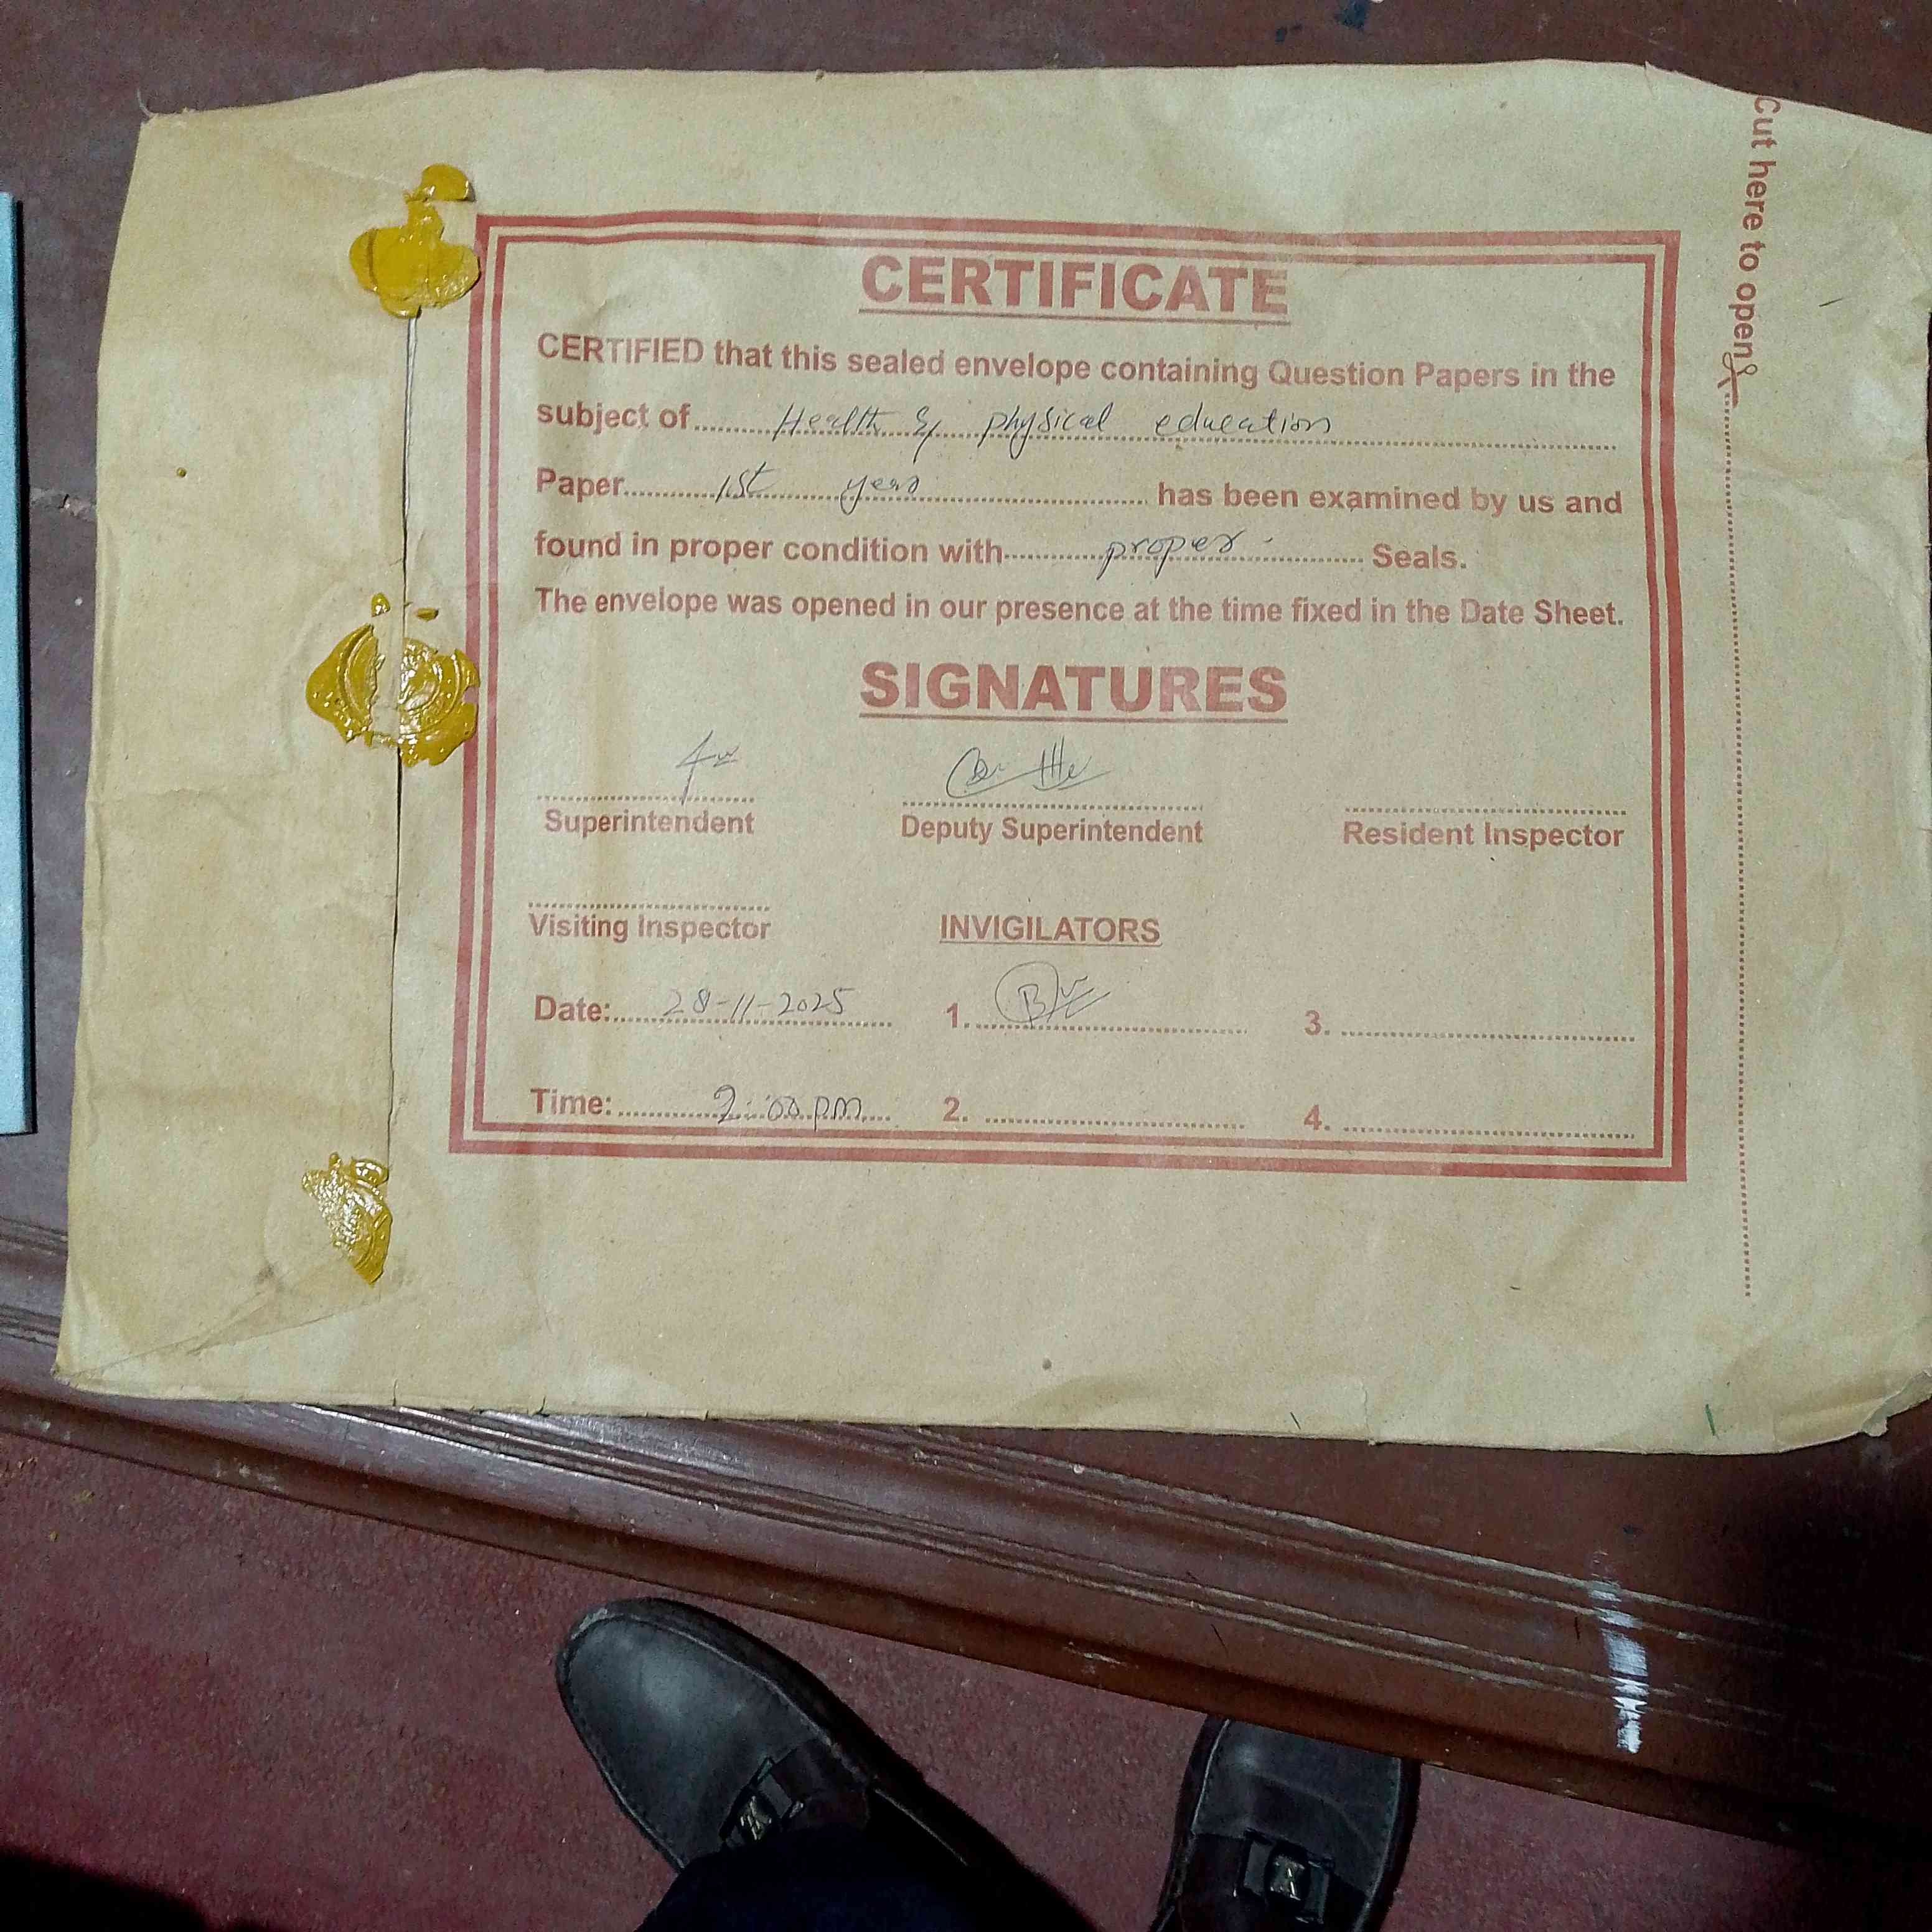 Cut here to open
CERTIFICATE
CERTIFIED that this sealed envelope containing Question Papers in the
subject of........Health & physical education........
Paper........1st year........ has been examined by us and
found in proper condition with........proper........ Seals.
The envelope was opened in our presence at the time fixed in the Date Sheet.
SIGNATURES
Superintendent Deputy Superintendent Resident Inspector
Visiting Inspector INVIGILATORS
Date:........28-11-2025........ 1......... 3. ........
Time:........2:00 pm........ 2. ........ 4. ........